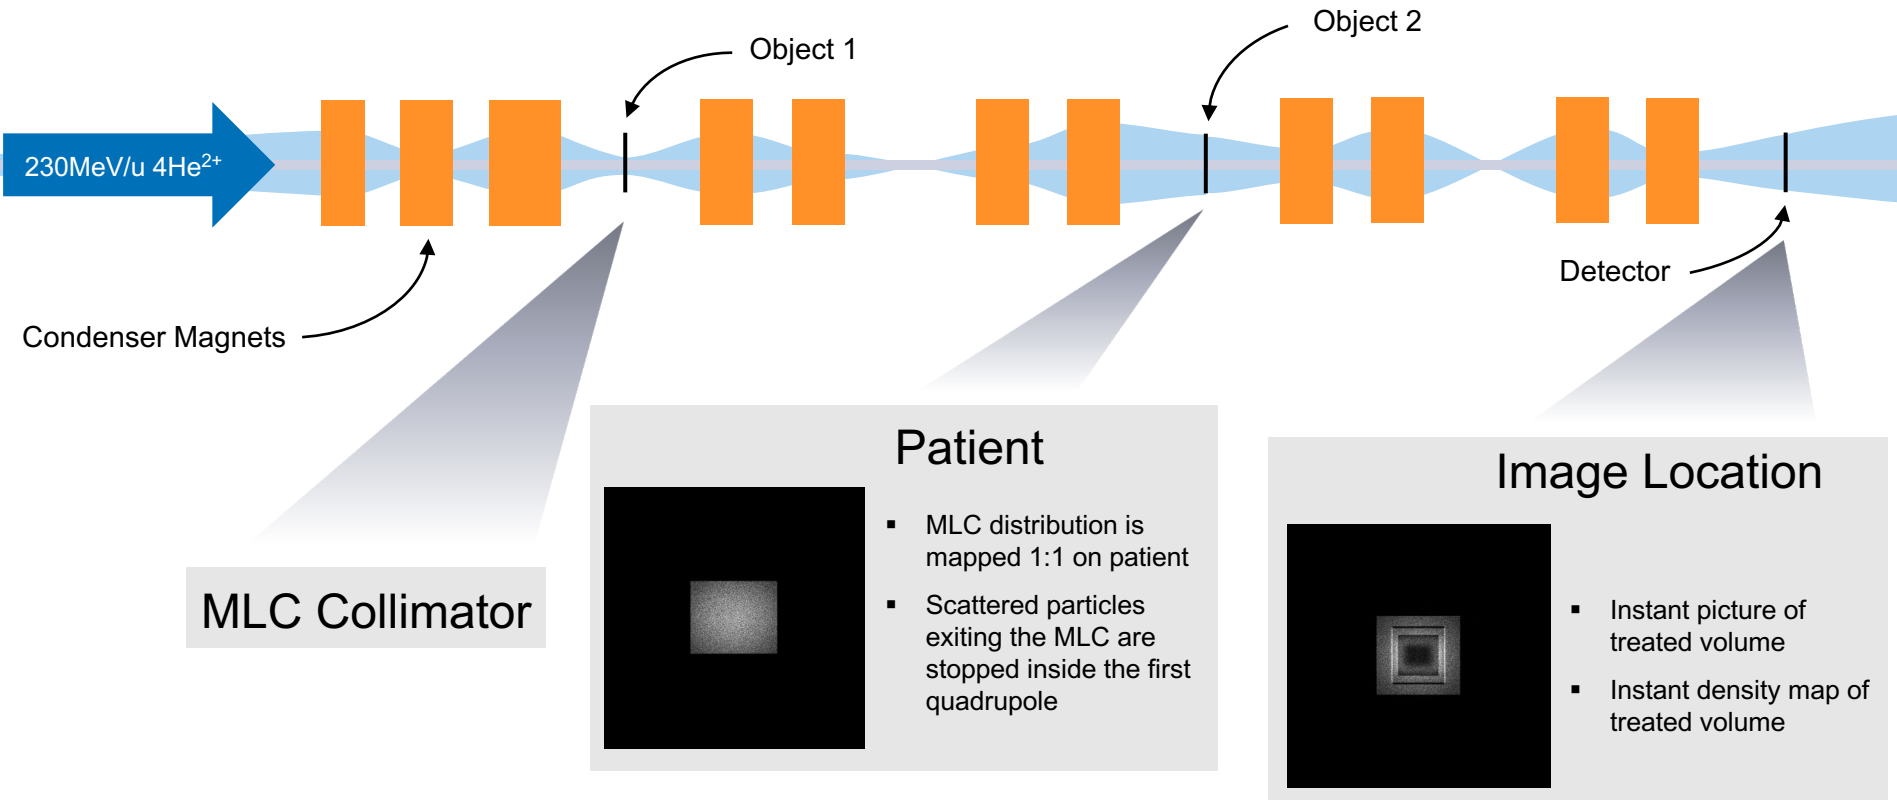 Object 1
Object 2
230MeV/u 4He²⁺
Condenser Magnets
Detector
MLC Collimator
Patient
▪ MLC distribution is
mapped 1:1 on patient
▪ Scattered particles
exiting the MLC are
stopped inside the first
quadrupole
Image Location
▪ Instant picture of
treated volume
▪ Instant density map of
treated volume